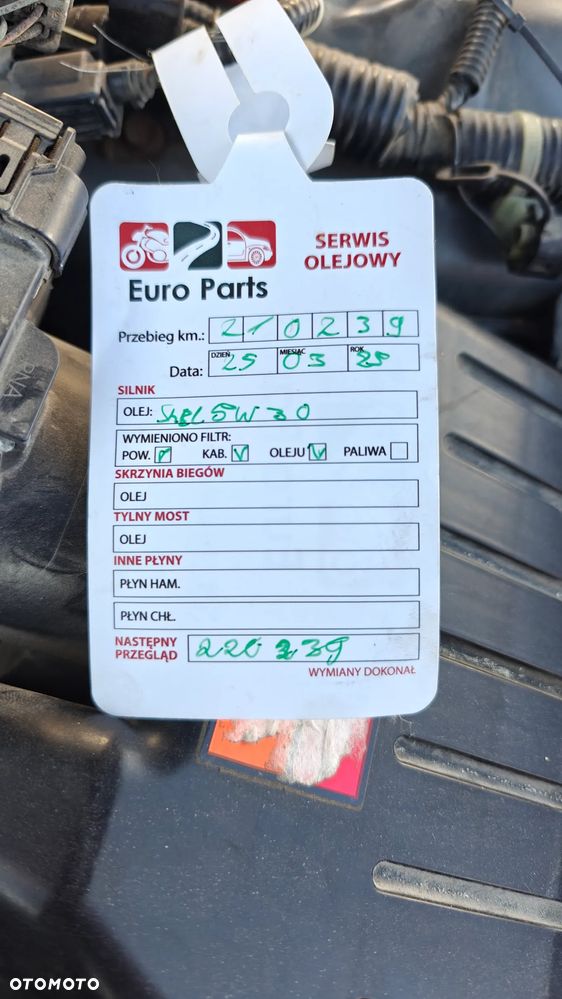 SERWIS
OLEJOWY
Euro Parts
Przebieg km.: 210239
DZIEŃ MIESIĄC ROK
Data: 25 03 25
SILNIK
OLEJ: 5W30
WYMIENIONO FILTR:
POW. KAB. V OLEJU V PALIWA
SKRZYNIA BIEGÓW
OLEJ
TYLNY MOST
OLEJ
INNE PŁYNY
PŁYN HAM.
PŁYN CHŁ.
NASTĘPNY
PRZEGLĄD 220 239
WYMIANY DOKONAŁ
OTOMOTO